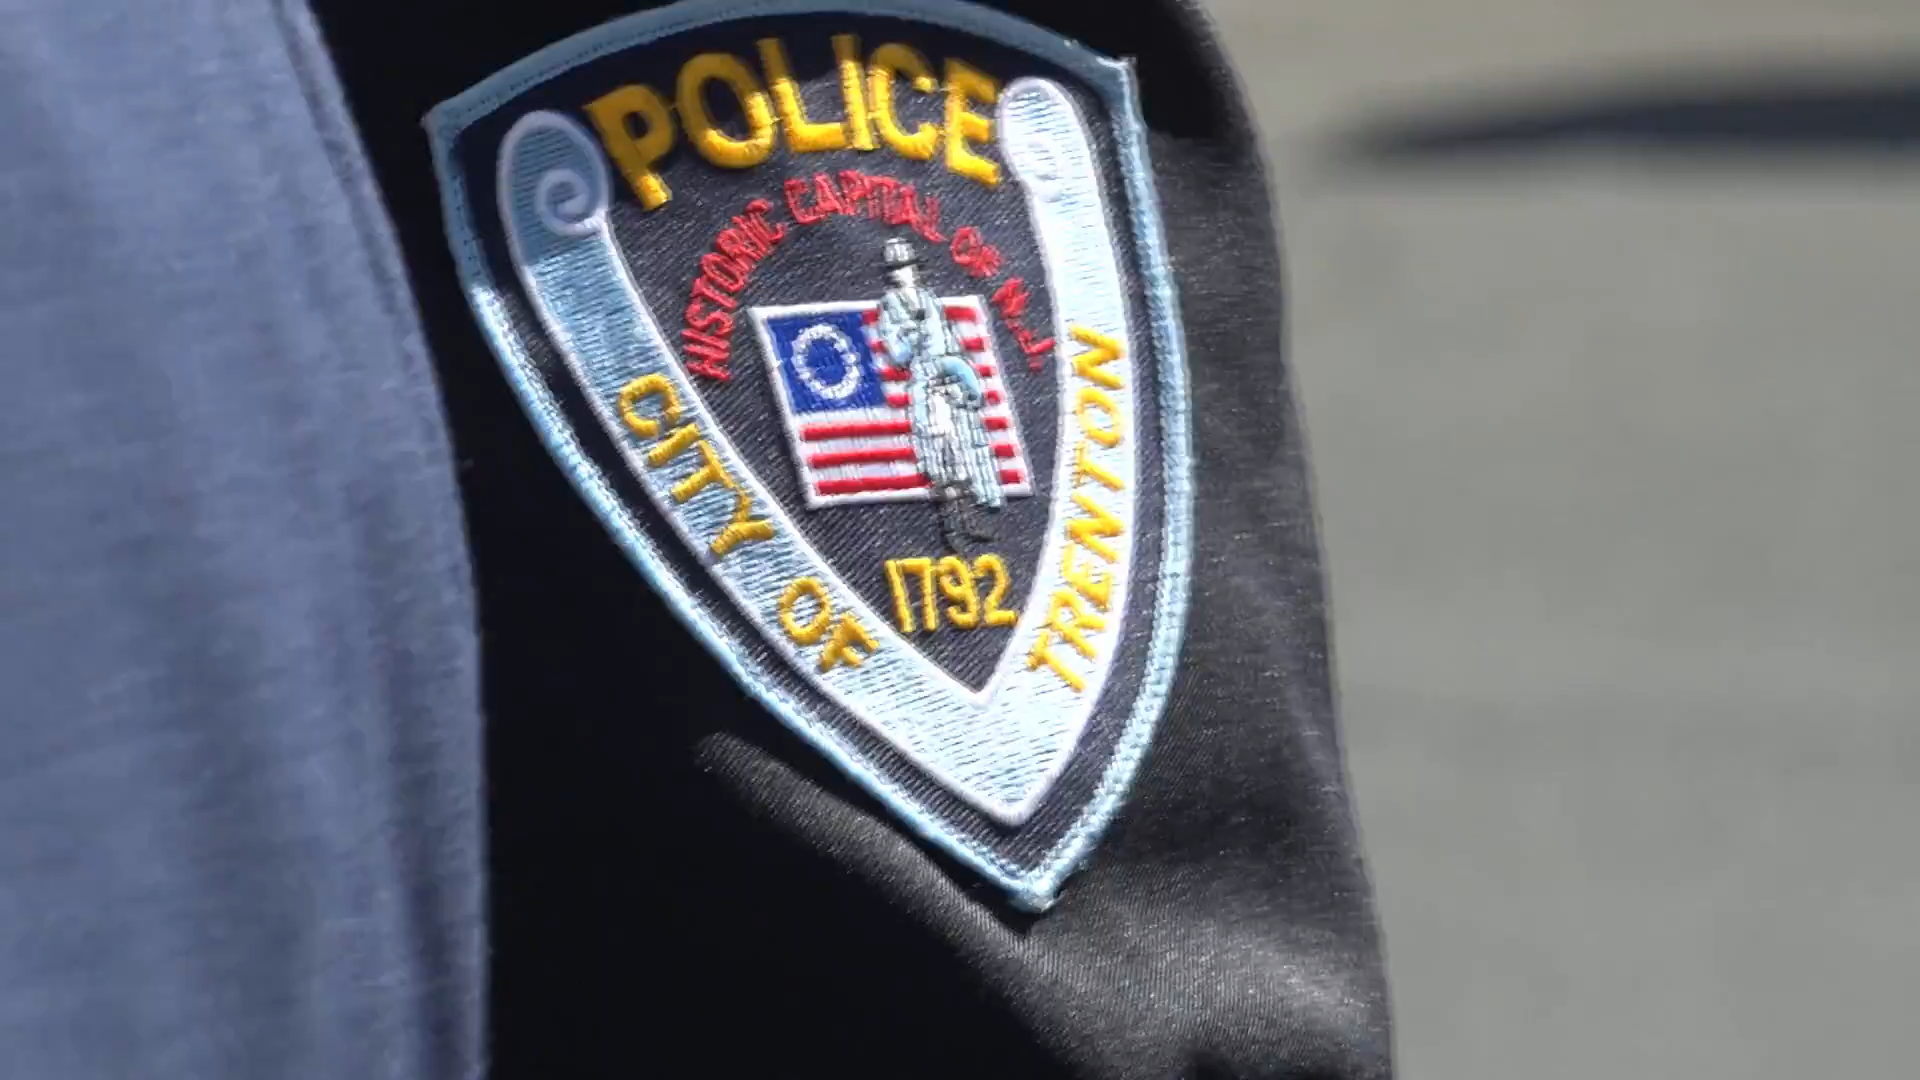 POLICE
HISTORIC CAPITAL OF N.J.
CITY OF TRENTON
1792